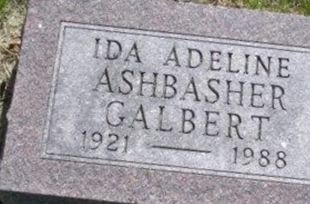 IDA ADELINE
ASHBASHER
GALBERT
1921 — 1988